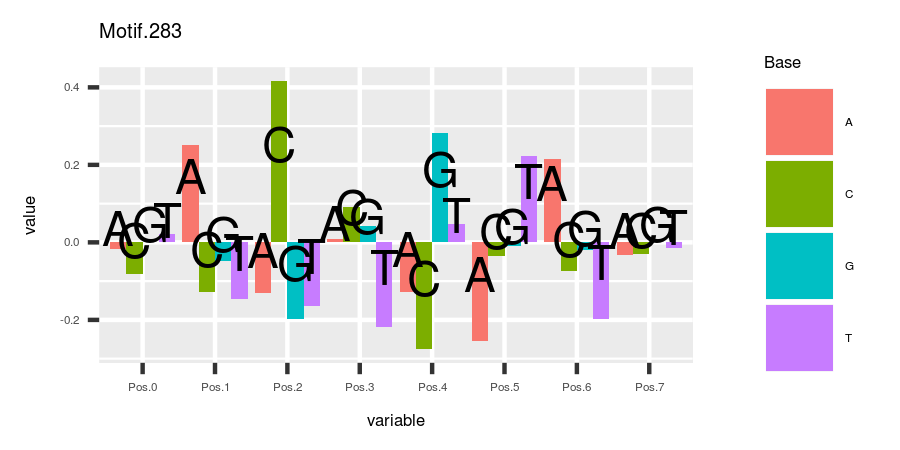 Motif.283
value
0.4
0.2
0.0
-0.2
A C G T A C G T A C G T A C G T A C G T A C G T A C G T A C G T
Pos.0 Pos.1 Pos.2 Pos.3 Pos.4 Pos.5 Pos.6 Pos.7
variable
Base
A
C
G
T